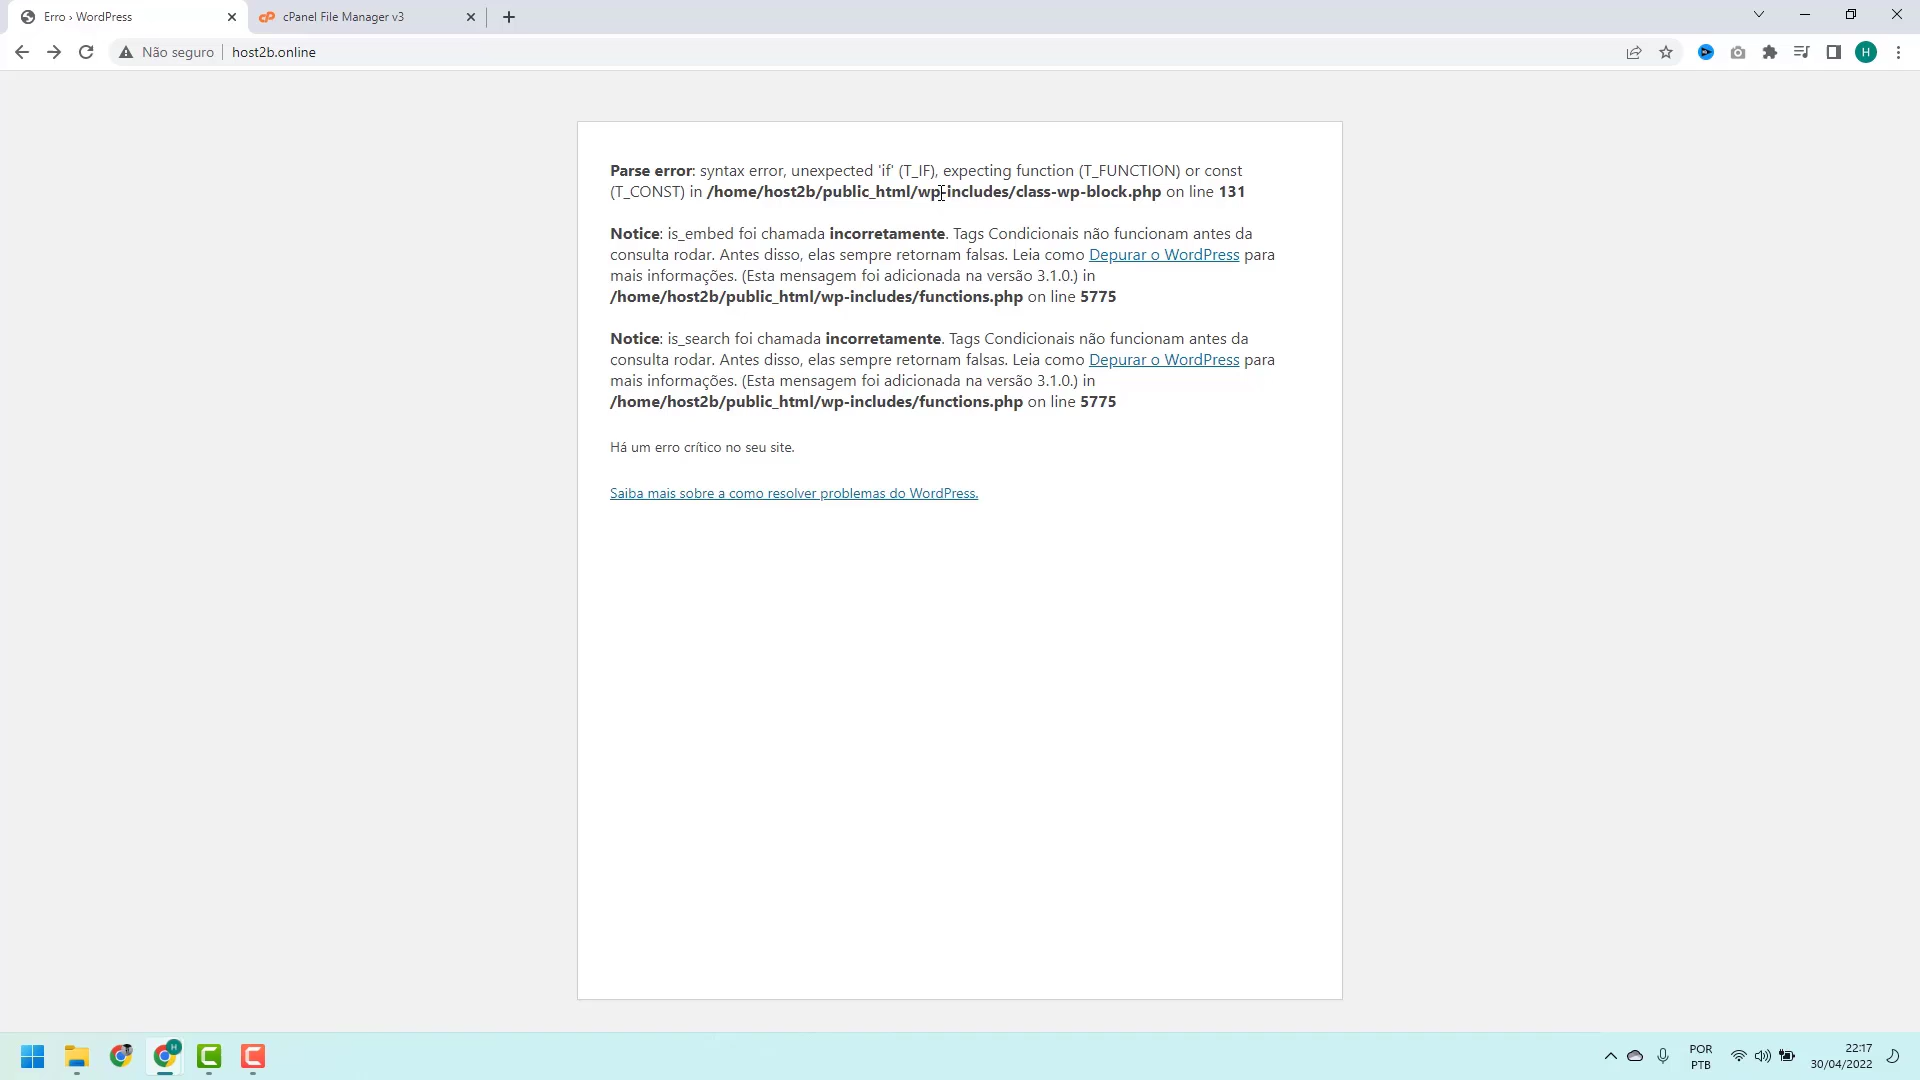 Erro › WordPress
cPanel File Manager v3
Não seguro
host2b.online
H
Parse error: syntax error, unexpected 'if' (T_IF), expecting function (T_FUNCTION) or const
(T_CONST) in /home/host2b/public_html/wp-includes/class-wp-block.php on line 131
Notice: is_embed foi chamada incorretamente. Tags Condicionais não funcionam antes da
consulta rodar. Antes disso, elas sempre retornam falsas. Leia como Depurar o WordPress para
mais informações. (Esta mensagem foi adicionada na versão 3.1.0.) in
/home/host2b/public_html/wp-includes/functions.php on line 5775
Notice: is_search foi chamada incorretamente. Tags Condicionais não funcionam antes da
consulta rodar. Antes disso, elas sempre retornam falsas. Leia como Depurar o WordPress para
mais informações. (Esta mensagem foi adicionada na versão 3.1.0.) in
/home/host2b/public_html/wp-includes/functions.php on line 5775
Há um erro crítico no seu site.
Saiba mais sobre a como resolver problemas do WordPress.
H
POR
PTB
22:17
30/04/2022